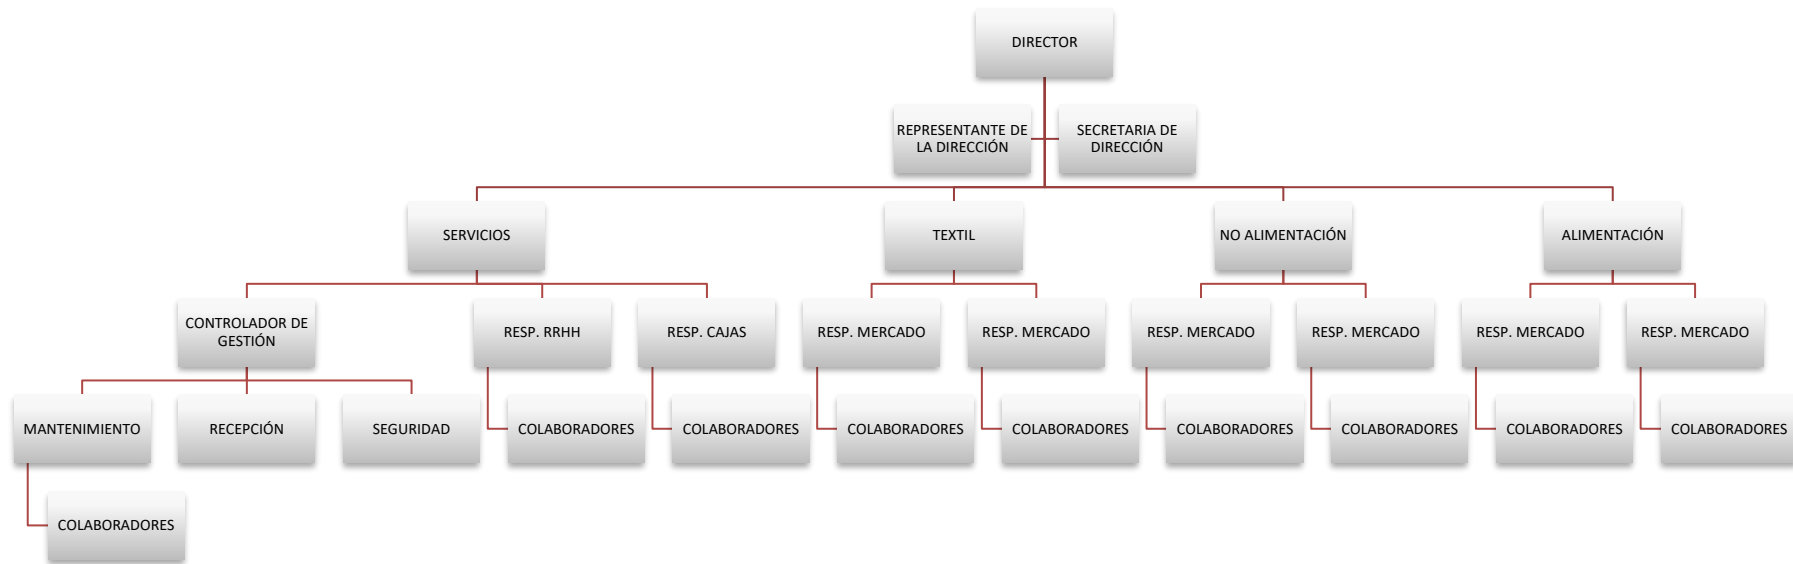 DIRECTOR
REPRESENTANTE DE
LA DIRECCIÓN
SECRETARIA DE
DIRECCIÓN
SERVICIOS
TEXTIL
NO ALIMENTACIÓN
ALIMENTACIÓN
CONTROLADOR DE
GESTIÓN
RESP. RRHH
RESP. CAJAS
RESP. MERCADO
RESP. MERCADO
RESP. MERCADO
RESP. MERCADO
RESP. MERCADO
RESP. MERCADO
MANTENIMIENTO
RECEPCIÓN
SEGURIDAD
COLABORADORES
COLABORADORES
COLABORADORES
COLABORADORES
COLABORADORES
COLABORADORES
COLABORADORES
COLABORADORES
COLABORADORES